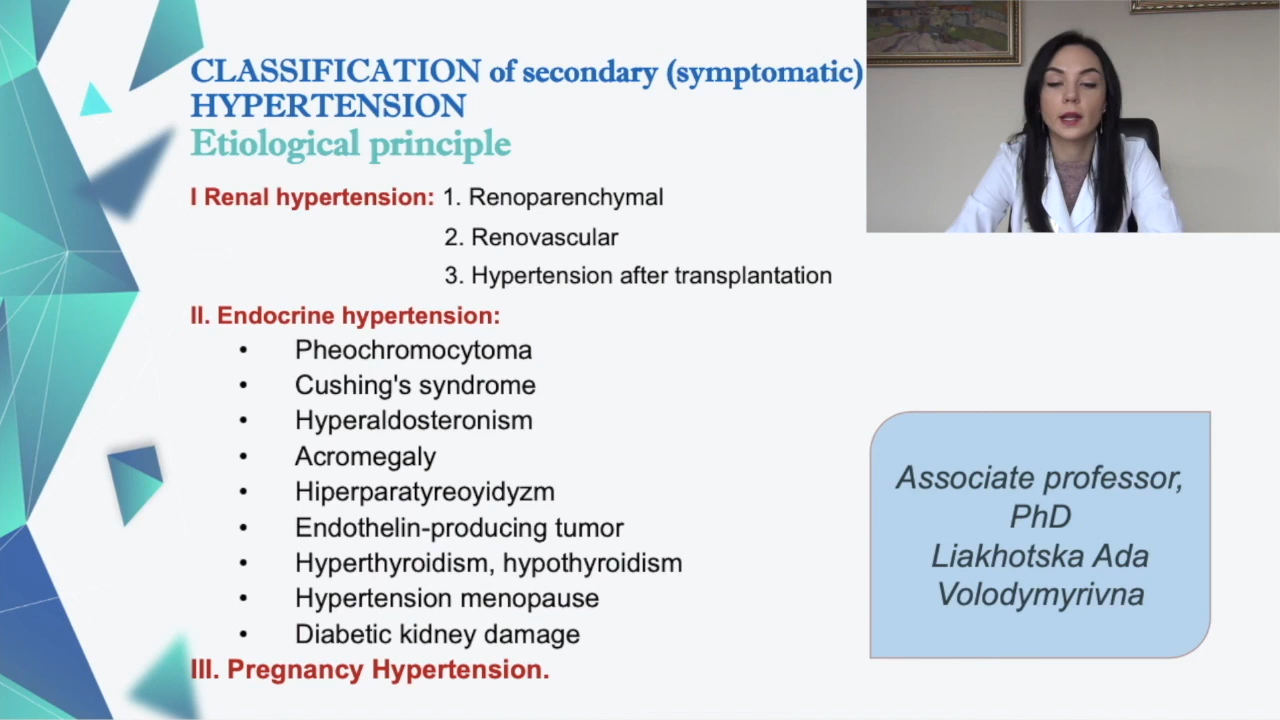 CLASSIFICATION of secondary (symptomatic)
HYPERTENSION
Etiological principle
I Renal hypertension: 1. Renoparenchymal
2. Renovascular
3. Hypertension after transplantation
II. Endocrine hypertension:
• Pheochromocytoma
• Cushing's syndrome
• Hyperaldosteronism
• Acromegaly
• Hiperparatyreoyidyzm
• Endothelin-producing tumor
• Hyperthyroidism, hypothyroidism
• Hypertension menopause
• Diabetic kidney damage
III. Pregnancy Hypertension.
Associate professor,
PhD
Liakhotska Ada
Volodymyrivna